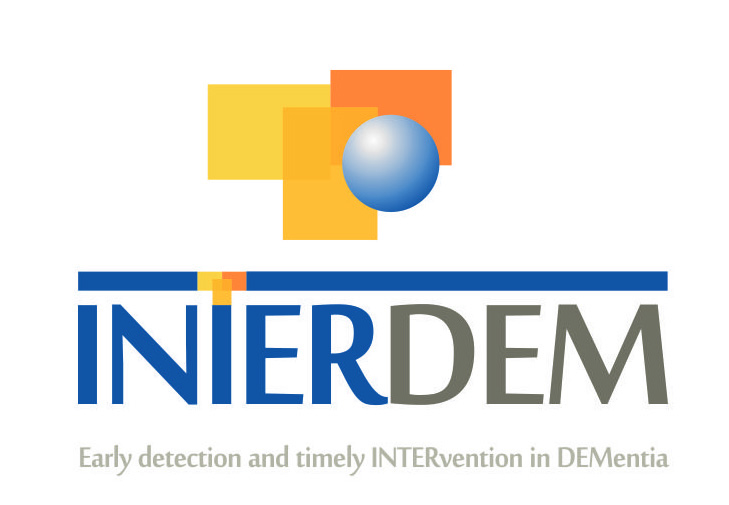 INTERDEM
Early detection and timely INTERvention in DEMentia